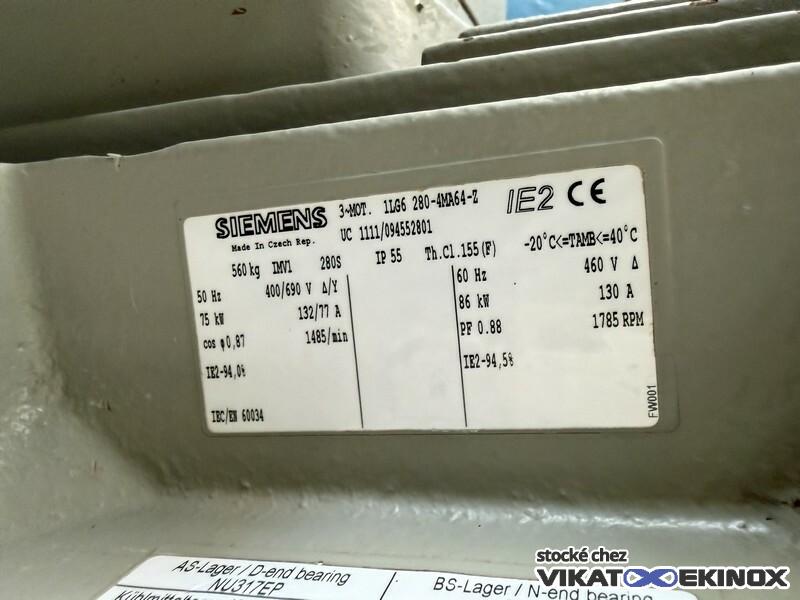 SIEMENS 3~MOT. 1LG6 280-4MA64-Z IE2 CE
Made In Czech Rep. UC 1111/094552801
560kg IMV1 280S IP 55 Th.Cl.155(F) -20°C<=TAMB<=40°C
50 Hz 400/690 V Δ/Y 60 Hz 460 V Δ
75 kW 132/77 A 86 kW 130 A
cos φ0,87 1485/min PF 0.88 1785 RPM
IE2-94,0% IE2-94,5%
IEC/EN 60034
FW001
AS-Lager / D-end bearing BS-Lager / N-end bearing
NU317EP
stocké chez
VIKAT EKINOX